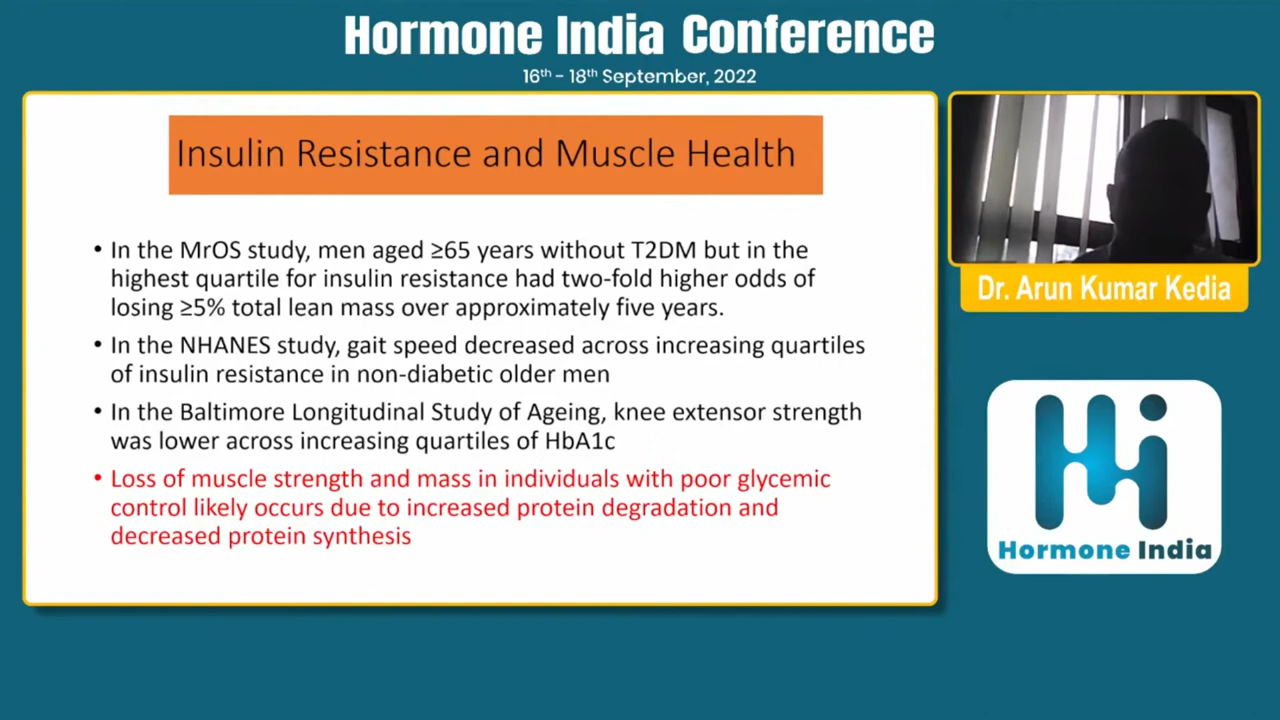 Hormone India Conference
16th - 18th September, 2022
Insulin Resistance and Muscle Health
• In the MrOS study, men aged ≥65 years without T2DM but in the
highest quartile for insulin resistance had two-fold higher odds of
losing ≥5% total lean mass over approximately five years.
• In the NHANES study, gait speed decreased across increasing quartiles
of insulin resistance in non-diabetic older men
• In the Baltimore Longitudinal Study of Ageing, knee extensor strength
was lower across increasing quartiles of HbA1c
• Loss of muscle strength and mass in individuals with poor glycemic
control likely occurs due to increased protein degradation and
decreased protein synthesis
Dr. Arun Kumar Kedia
Hi
Hormone India